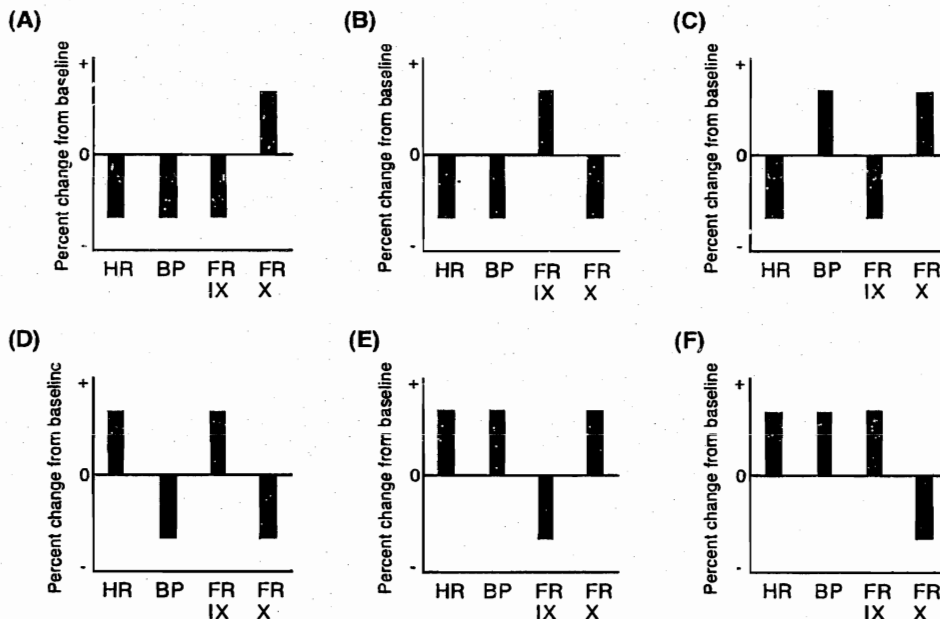 (A)
Percent change from baseline
+
0
-
HR BP FR FR
IX X
(B)
Percent change from baseline
+
0
-
HR BP FR FR
IX X
(C)
Percent change from baseline
+
0
-
HR BP FR FR
IX X
(D)
Percent change from baselinc
+
0
-
HR BP FR FR
IX X
(E)
Percent change from baseline
+
0
-
HR BP FR FR
IX X
(F)
Percent change from baseline
+
0
-
HR BP FR FR
IX X